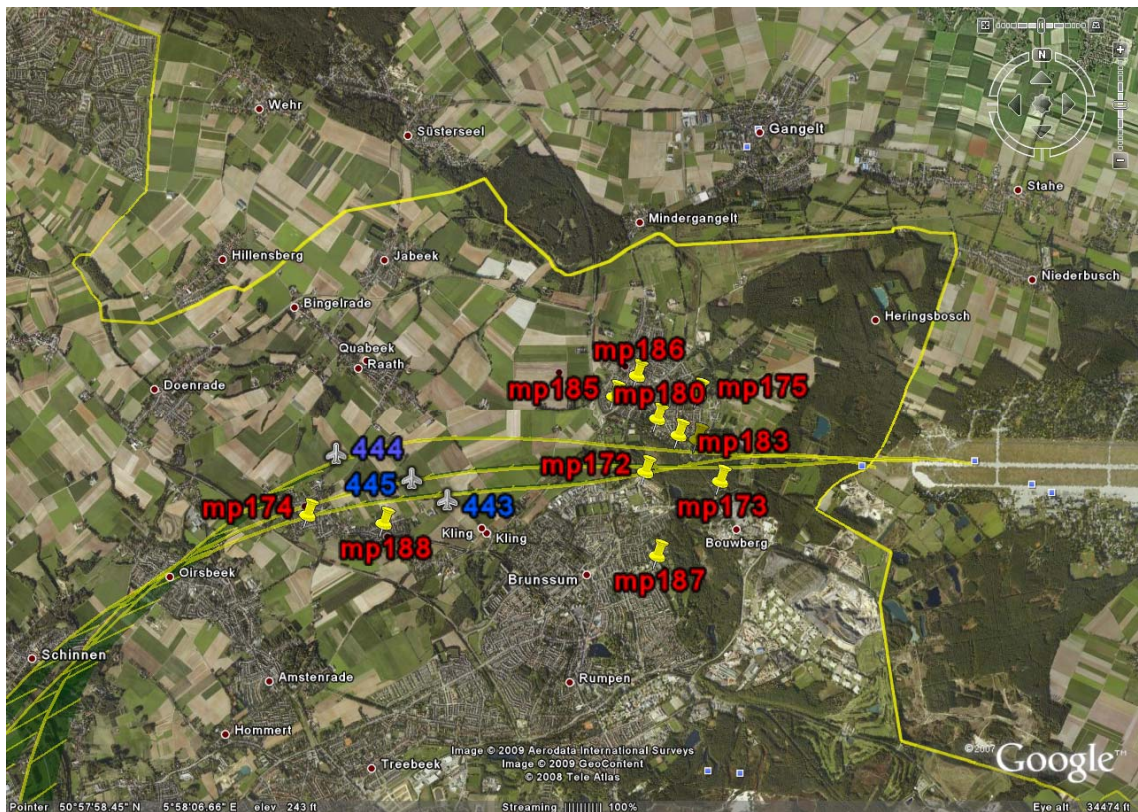 N
Wehr
Süsterseel
Gangelt
Stahe
Mindergangelt
Hillensberg
Jabeek
Niederbusch
Bingelrade
Heringsbosch
Quabeek
Raath
mp186
Doenrade
mp185
mp180
mp175
444
mp183
mp172
445
443
mp174
mp173
mp188
Kling
Kling
Bouwberg
Oirsbeek
Brunssum
mp187
Schinnen
Amstenrade
Rumpen
Hommert
Treebeek
Image © 2009 Aerodata International Surveys
Image © 2009 GeoContent
© 2008 Tele Atlas
©2007 Google™
Pointer 50°57'58.45" N 5°58'06.66" E elev 243 ft Streaming |||||||||| 100% Eye alt 34474 ft